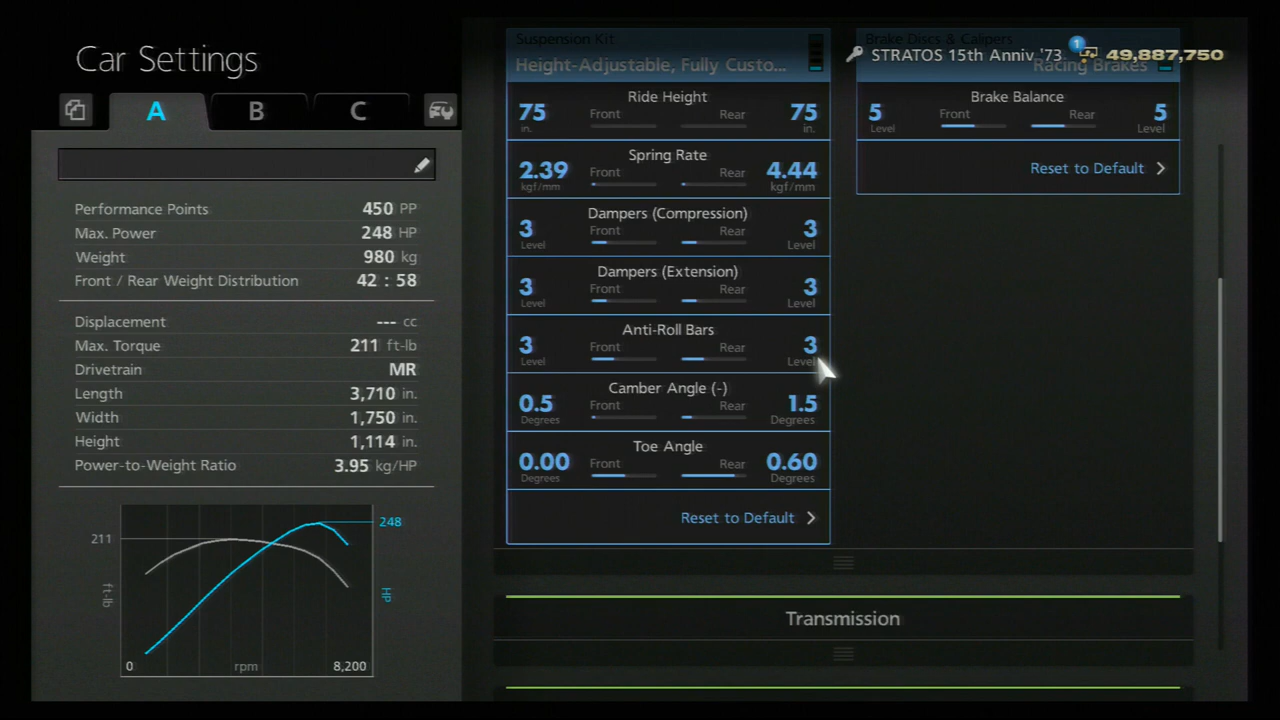 Car Settings
STRATOS 15th Anniv '73 1 49,887,750
A B C
Performance Points 450 PP
Max. Power 248 HP
Weight 980 kg
Front / Rear Weight Distribution 42 : 58
Displacement --- cc
Max. Torque 211 ft-lb
Drivetrain MR
Length 3,710 in.
Width 1,750 in.
Height 1,114 in.
Power-to-Weight Ratio 3.95 kg/HP
248
211
ft-lb
HP
0 rpm 8,200
Suspension Kit
Height-Adjustable, Fully Custo...
Ride Height
75 in. Front Rear 75 in.
Spring Rate
2.39 kgf/mm Front Rear 4.44 kgf/mm
Dampers (Compression)
3 Level Front Rear 3 Level
Dampers (Extension)
3 Level Front Rear 3 Level
Anti-Roll Bars
3 Level Front Rear 3 Level
Camber Angle (-)
0.5 Degrees Front Rear 1.5 Degrees
Toe Angle
0.00 Degrees Front Rear 0.60 Degrees
Reset to Default
Brake Discs & Calipers
Racing Brakes
Brake Balance
5 Level Front Rear 5 Level
Reset to Default
Transmission